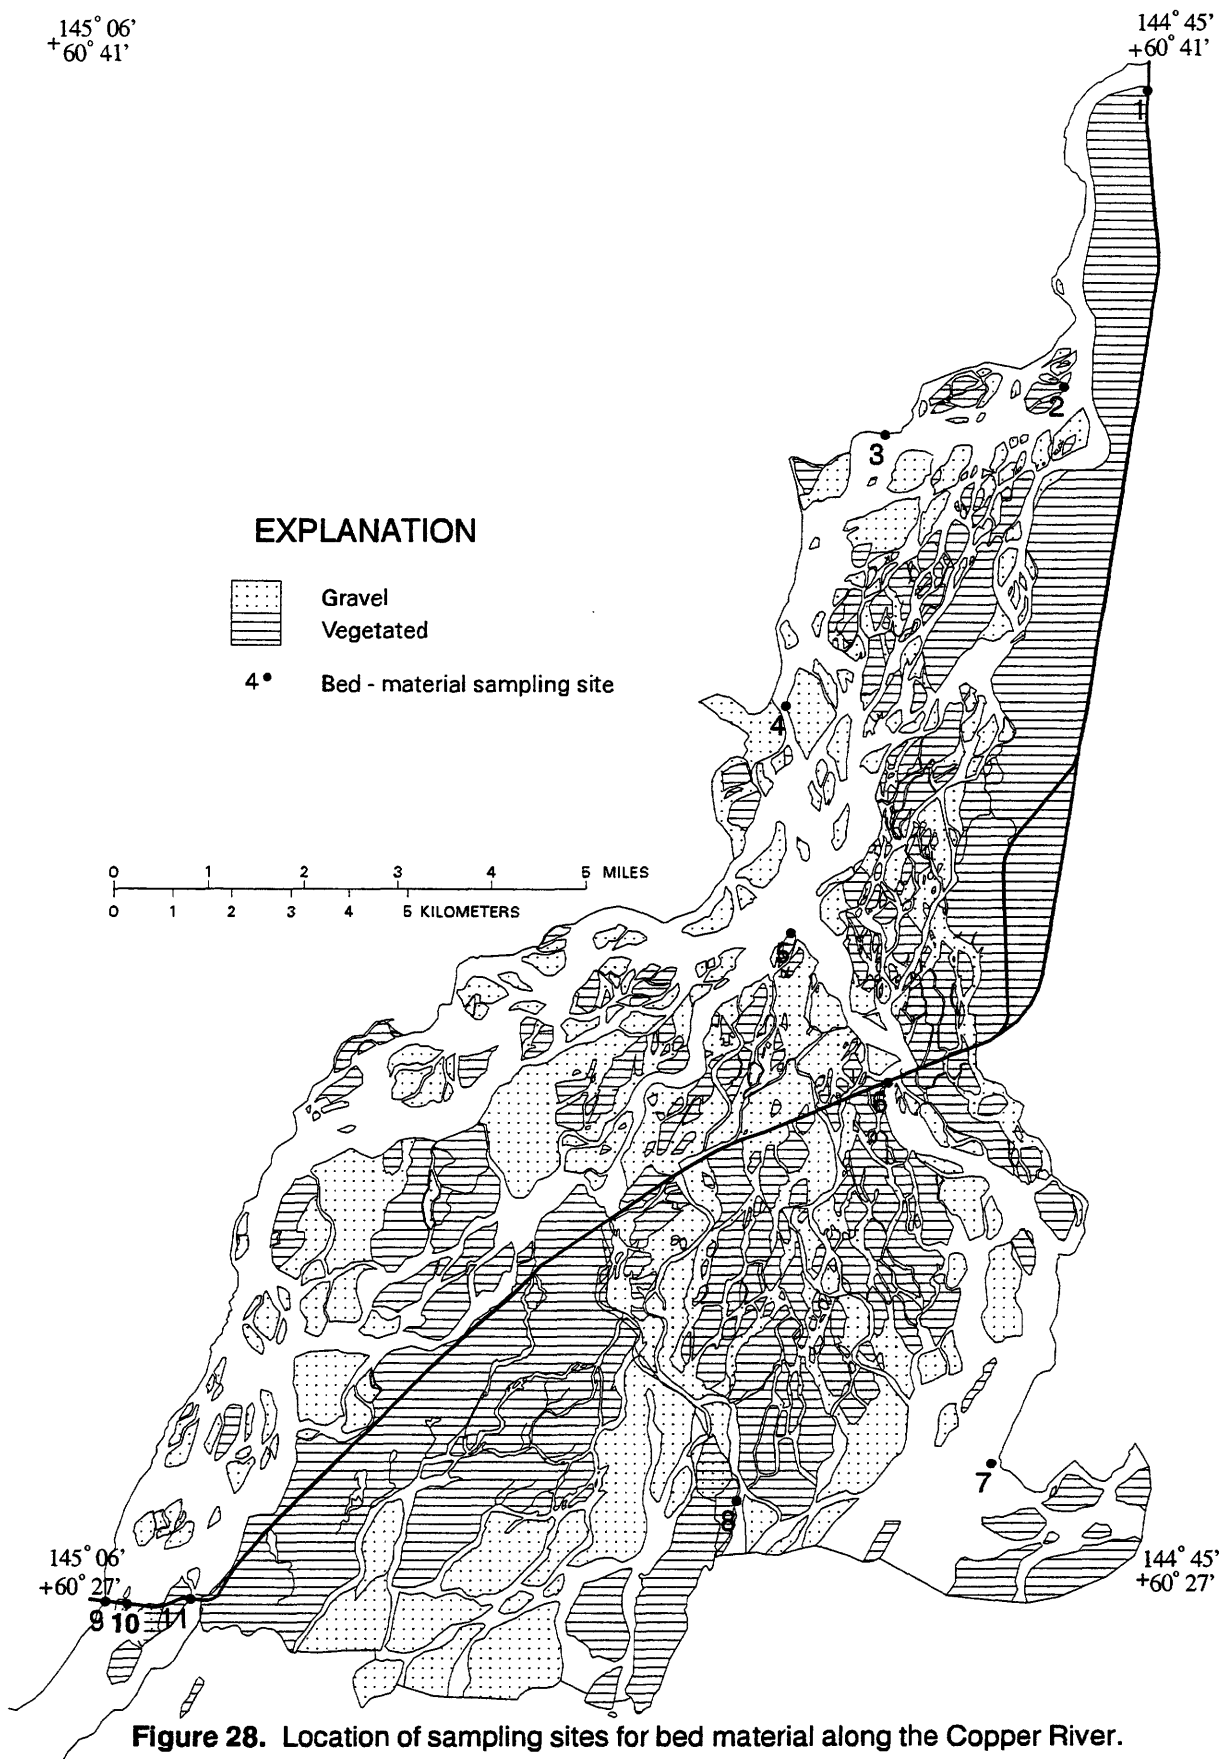 145° 06'
+60° 41'
144° 45'
+60° 41'
1
2
3
EXPLANATION
Gravel
Vegetated
4• Bed - material sampling site
4
0 1 2 3 4 5 MILES
0 1 2 3 4 5 KILOMETERS
5
6
7
8
145° 06'
+60° 27'
144° 45'
+60° 27'
9 10 11
Figure 28. Location of sampling sites for bed material along the Copper River.